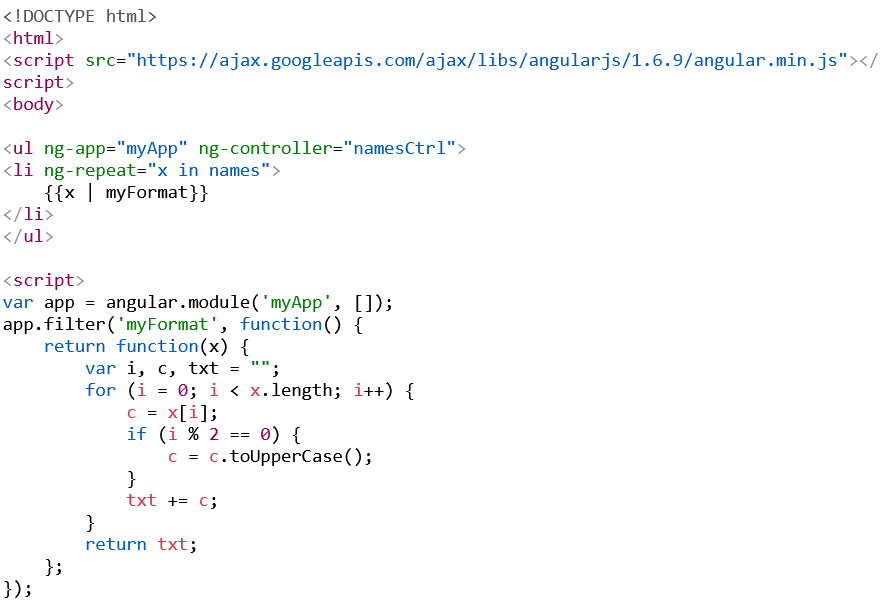 <!DOCTYPE html>
<html>
<script src="https://ajax.googleapis.com/ajax/libs/angularjs/1.6.9/angular.min.js"></
script>
<body>

<ul ng-app="myApp" ng-controller="namesCtrl">
<li ng-repeat="x in names">
    {{x | myFormat}}
</li>
</ul>

<script>
var app = angular.module('myApp', []);
app.filter('myFormat', function() {
    return function(x) {
        var i, c, txt = "";
        for (i = 0; i < x.length; i++) {
            c = x[i];
            if (i % 2 == 0) {
                c = c.toUpperCase();
            }
            txt += c;
        }
        return txt;
    };
});